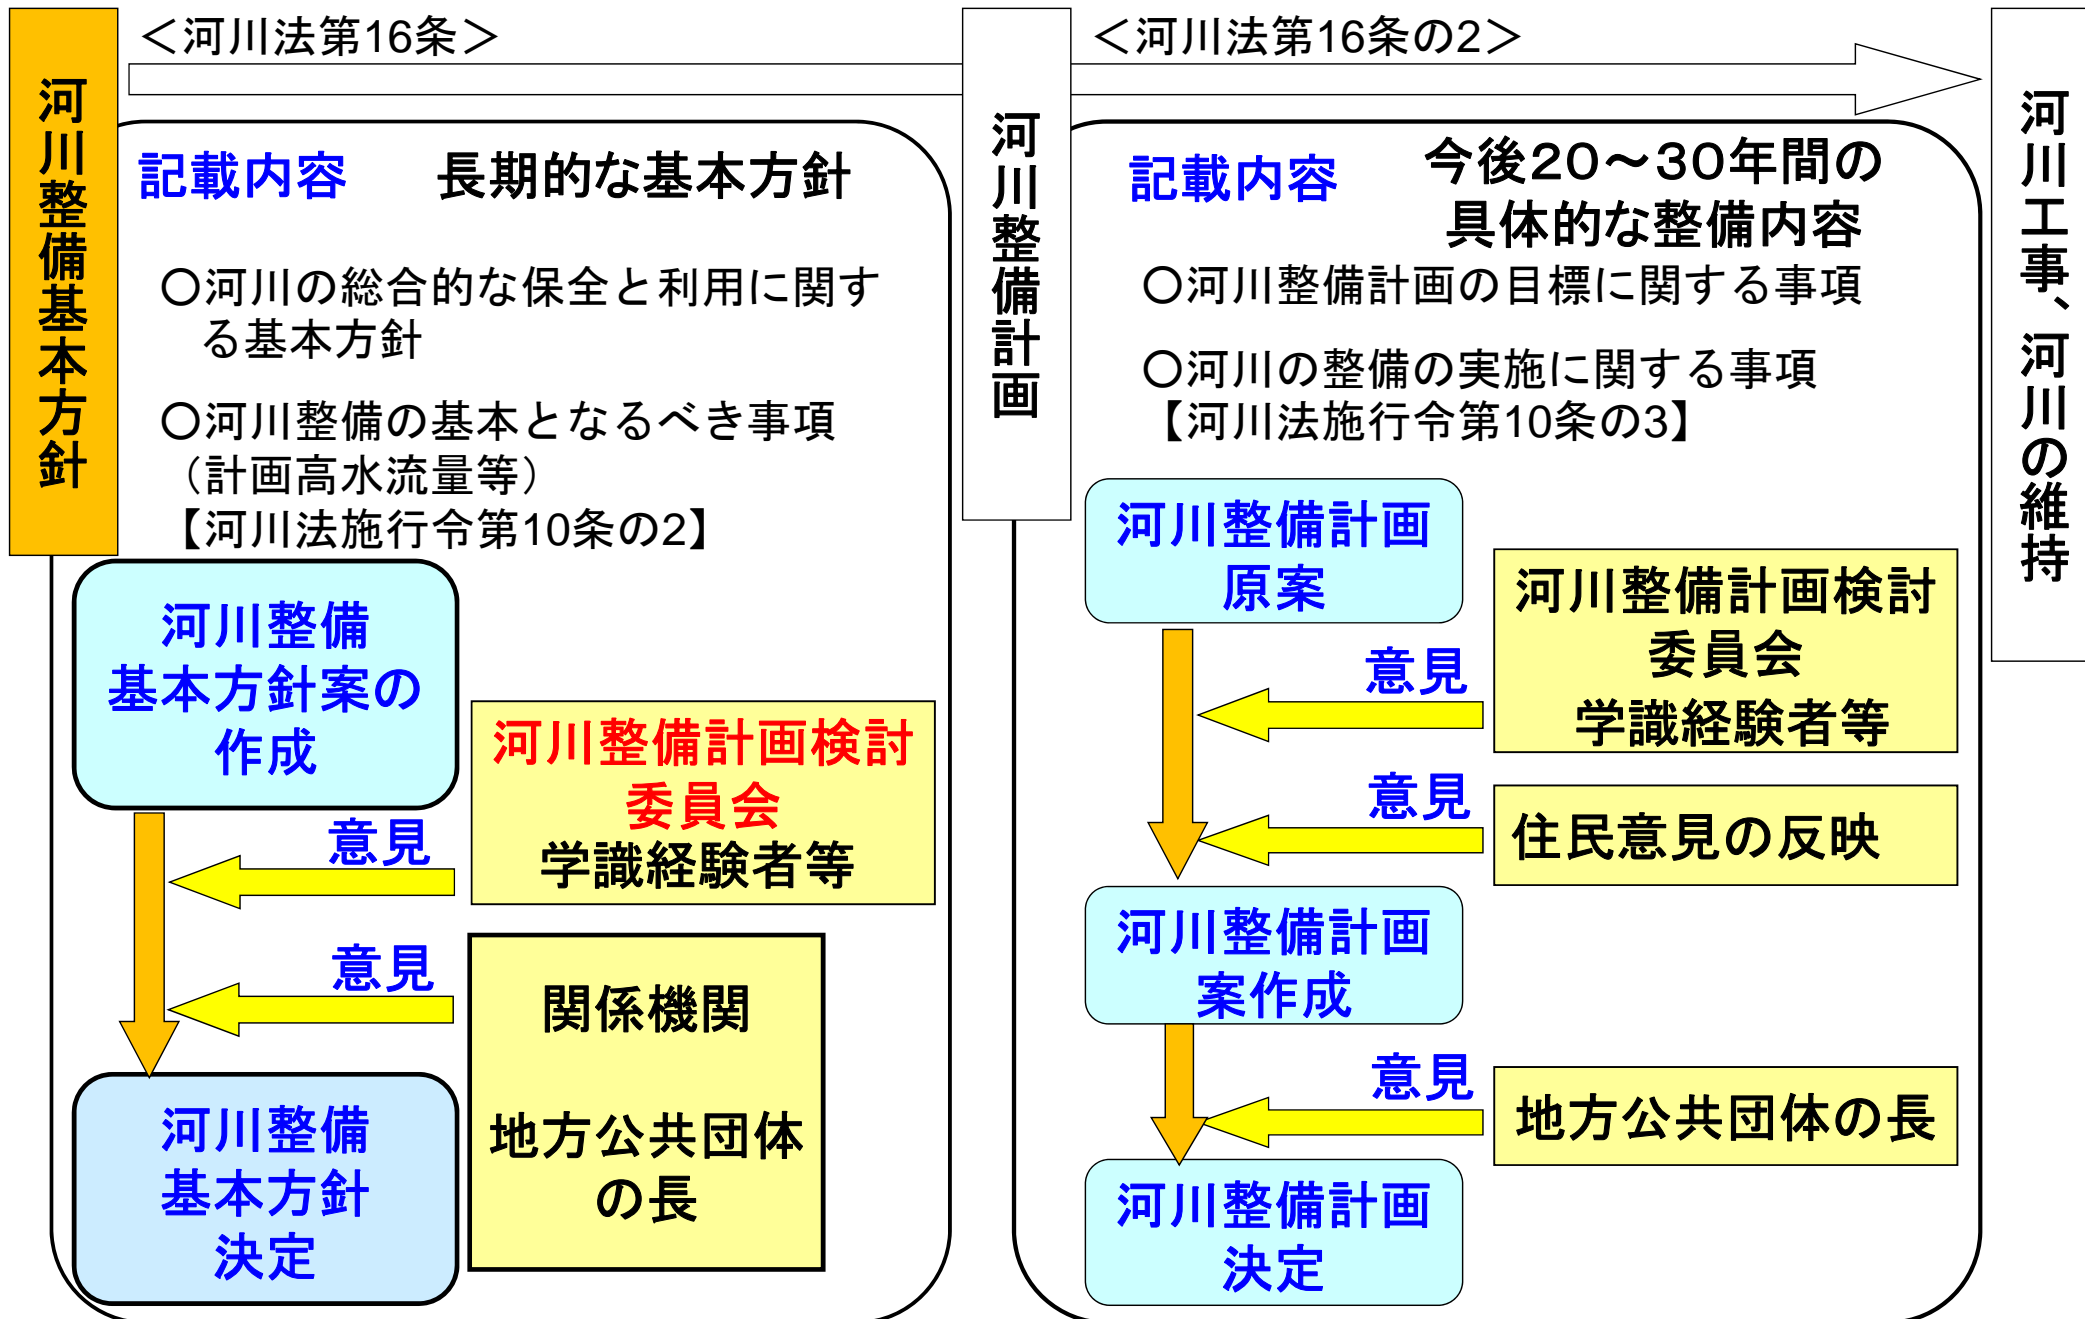 河川整備基本方針
＜河川法第16条＞
記載内容　長期的な基本方針
○河川の総合的な保全と利用に関す
る基本方針
○河川整備の基本となるべき事項
（計画高水流量等）
【河川法施行令第10条の2】
河川整備
基本方針案の
作成
意見
河川整備計画検討
委員会
学識経験者等
意見
関係機関
地方公共団体
の長
河川整備
基本方針
決定
河川整備計画
＜河川法第16条の2＞
記載内容
今後20～30年間の
具体的な整備内容
○河川整備計画の目標に関する事項
○河川の整備の実施に関する事項
【河川法施行令第10条の3】
河川整備計画
原案
意見
河川整備計画検討
委員会
学識経験者等
意見
住民意見の反映
河川整備計画
案作成
意見
地方公共団体の長
河川整備計画
決定
河川工事、河川の維持